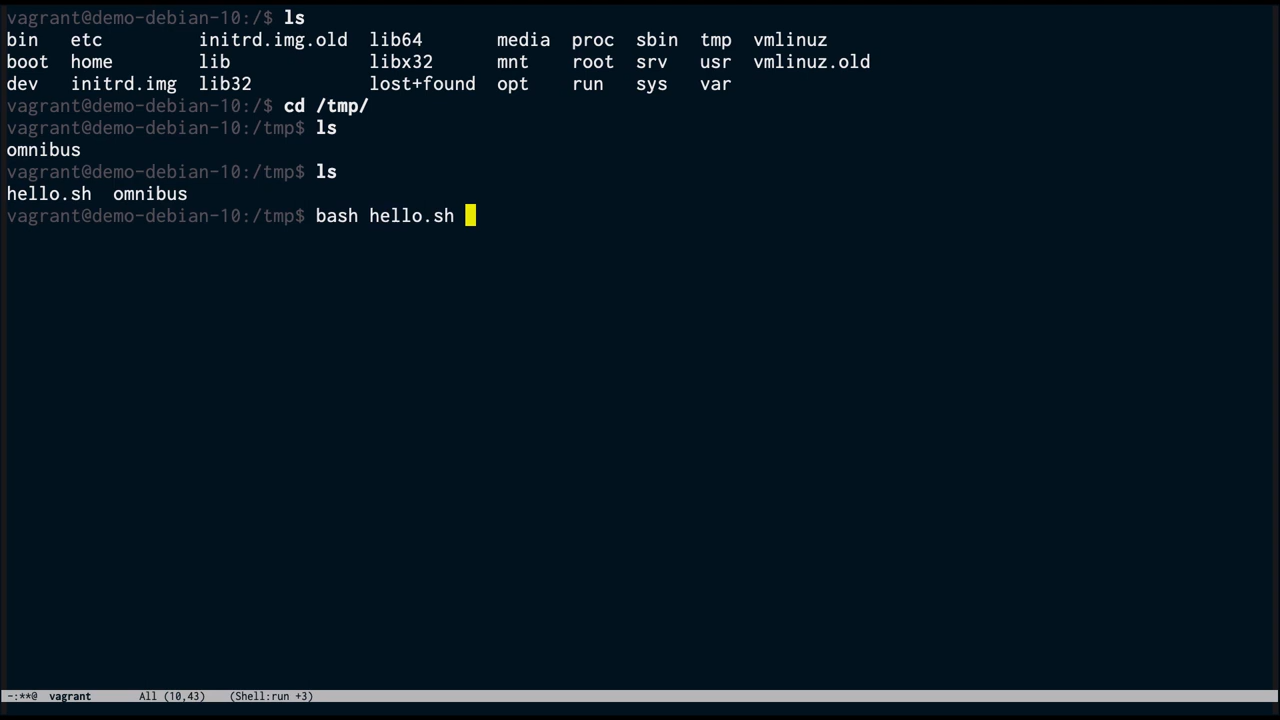 vagrant@demo-debian-10:/$ ls
bin   etc         initrd.img.old  lib64       media  proc  sbin  tmp  vmlinuz
boot  home        lib             libx32      mnt    root  srv   usr  vmlinuz.old
dev   initrd.img  lib32           lost+found  opt    run   sys   var
vagrant@demo-debian-10:/$ cd /tmp/
vagrant@demo-debian-10:/tmp$ ls
omnibus
vagrant@demo-debian-10:/tmp$ ls
hello.sh  omnibus
vagrant@demo-debian-10:/tmp$ bash hello.sh
-:**@  vagrant       All (10,43)    (Shell:run +3)